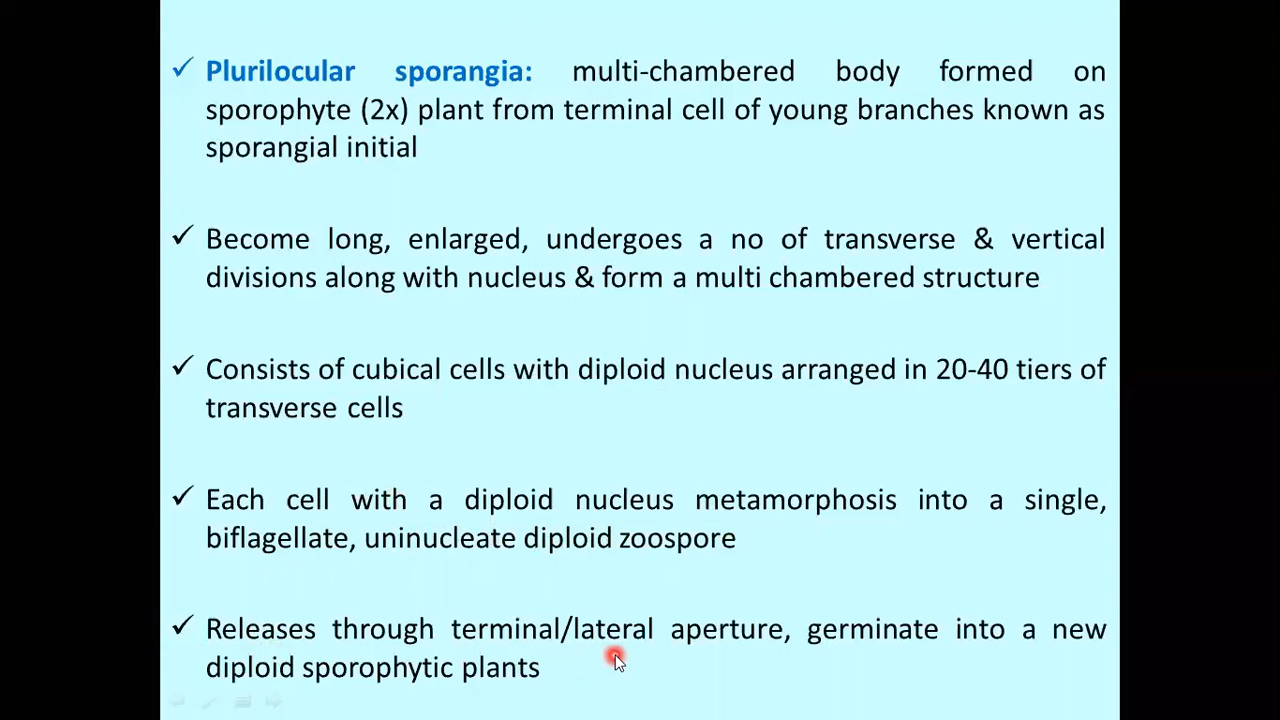 ✓ Plurilocular sporangia: multi-chambered body formed on
sporophyte (2x) plant from terminal cell of young branches known as
sporangial initial
✓ Become long, enlarged, undergoes a no of transverse & vertical
divisions along with nucleus & form a multi chambered structure
✓ Consists of cubical cells with diploid nucleus arranged in 20-40 tiers of
transverse cells
✓ Each cell with a diploid nucleus metamorphosis into a single,
biflagellate, uninucleate diploid zoospore
✓ Releases through terminal/lateral aperture, germinate into a new
diploid sporophytic plants